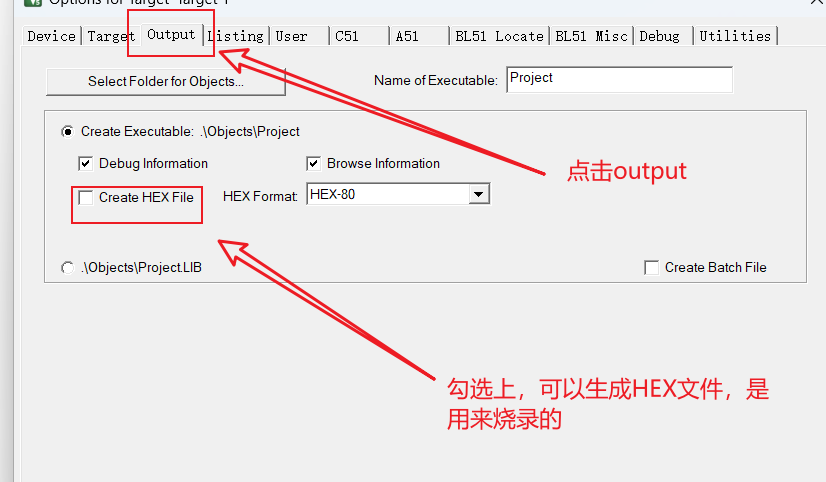 Options for Target 'Target 1'
Device Target Output Listing User C51 A51 BL51 Locate BL51 Misc Debug Utilities
Select Folder for Objects... Name of Executable: Project
Create Executable: .\Objects\Project
Debug Information Browse Information
点击output
Create HEX File HEX Format: HEX-80
.\Objects\Project.LIB Create Batch File
勾选上，可以生成HEX文件，是
用来烧录的